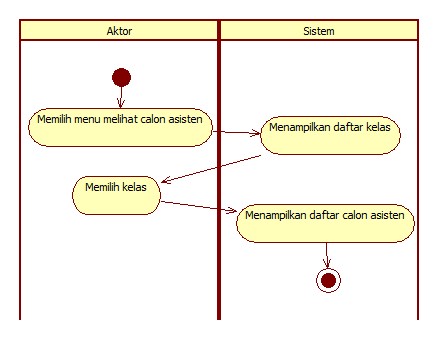 Aktor
Sistem
Memilih menu melihat calon asisten
Menampilkan daftar kelas
Memilih kelas
Menampilkan daftar calon asisten